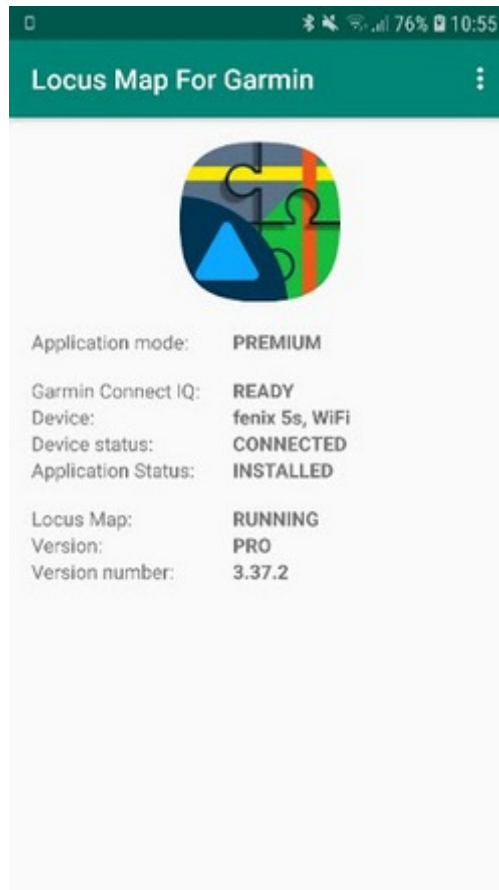 76% 10:55
Locus Map For Garmin
Application mode: PREMIUM
Garmin Connect IQ: READY
Device: fenix 5s, WiFi
Device status: CONNECTED
Application Status: INSTALLED
Locus Map: RUNNING
Version: PRO
Version number: 3.37.2